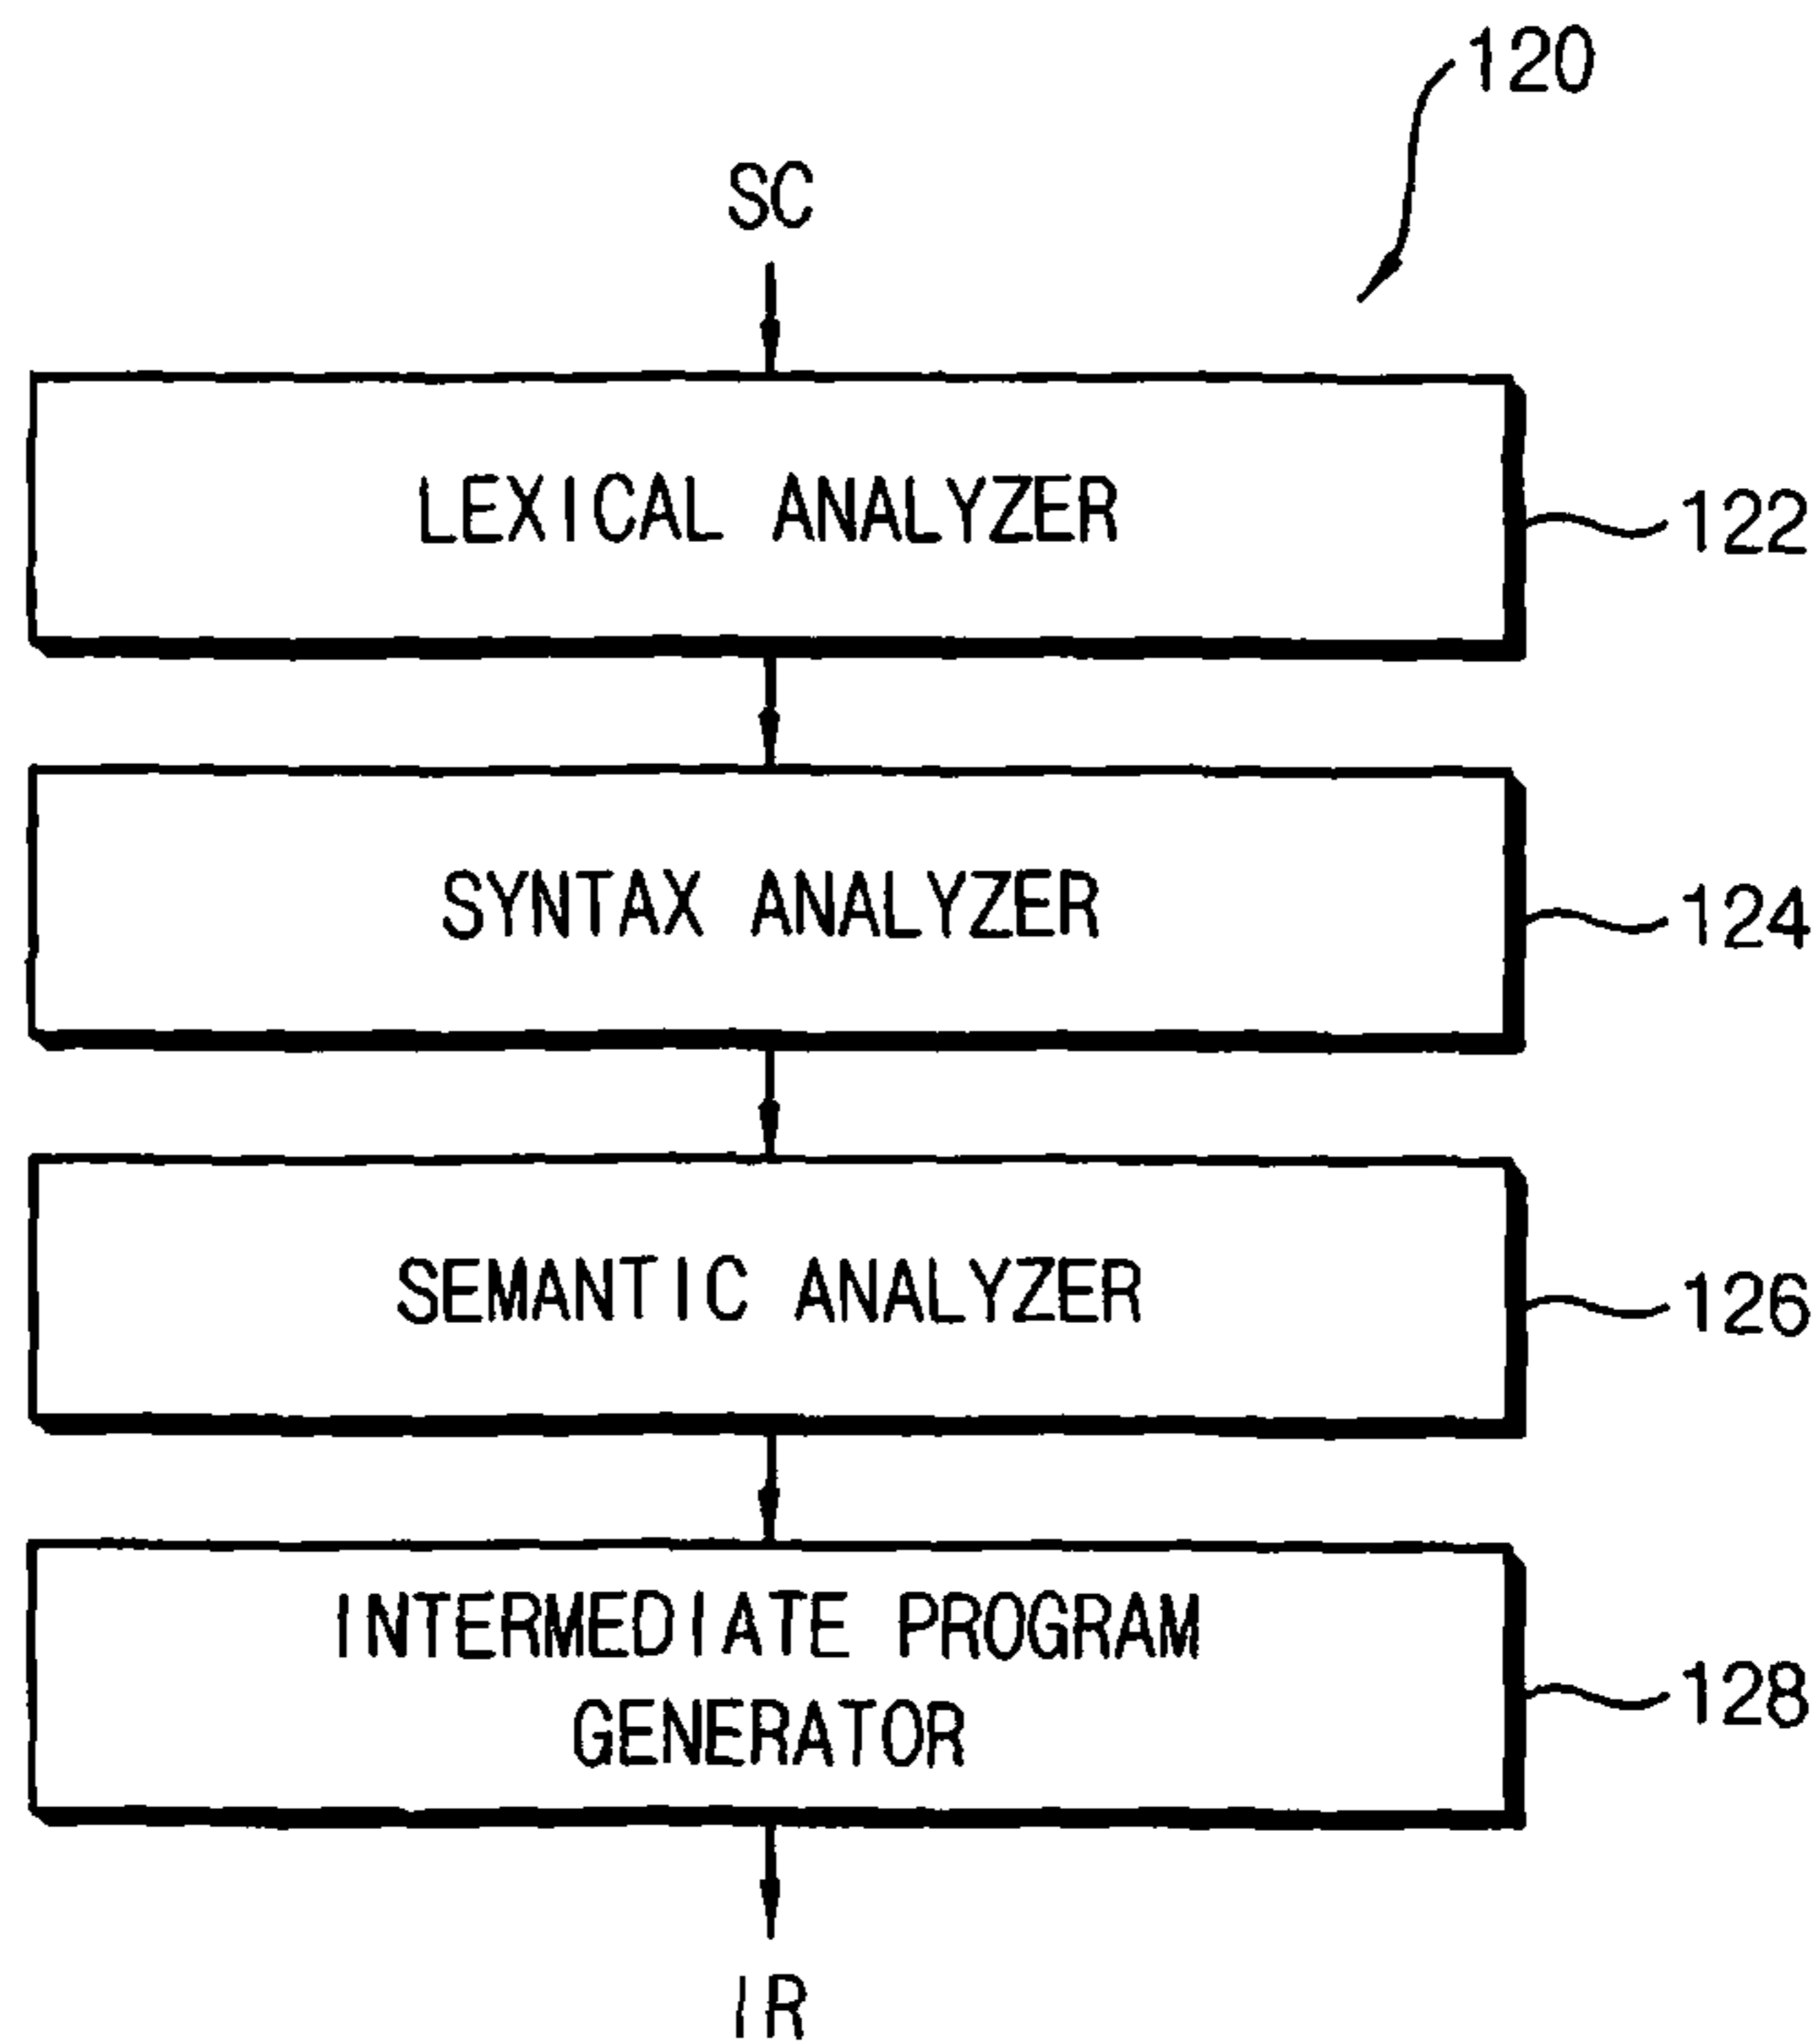 120
SC
LEXICAL ANALYZER
122
SYNTAX ANALYZER
124
SEMANTIC ANALYZER
126
INTERMEDIATE PROGRAM
GENERATOR
128
IR